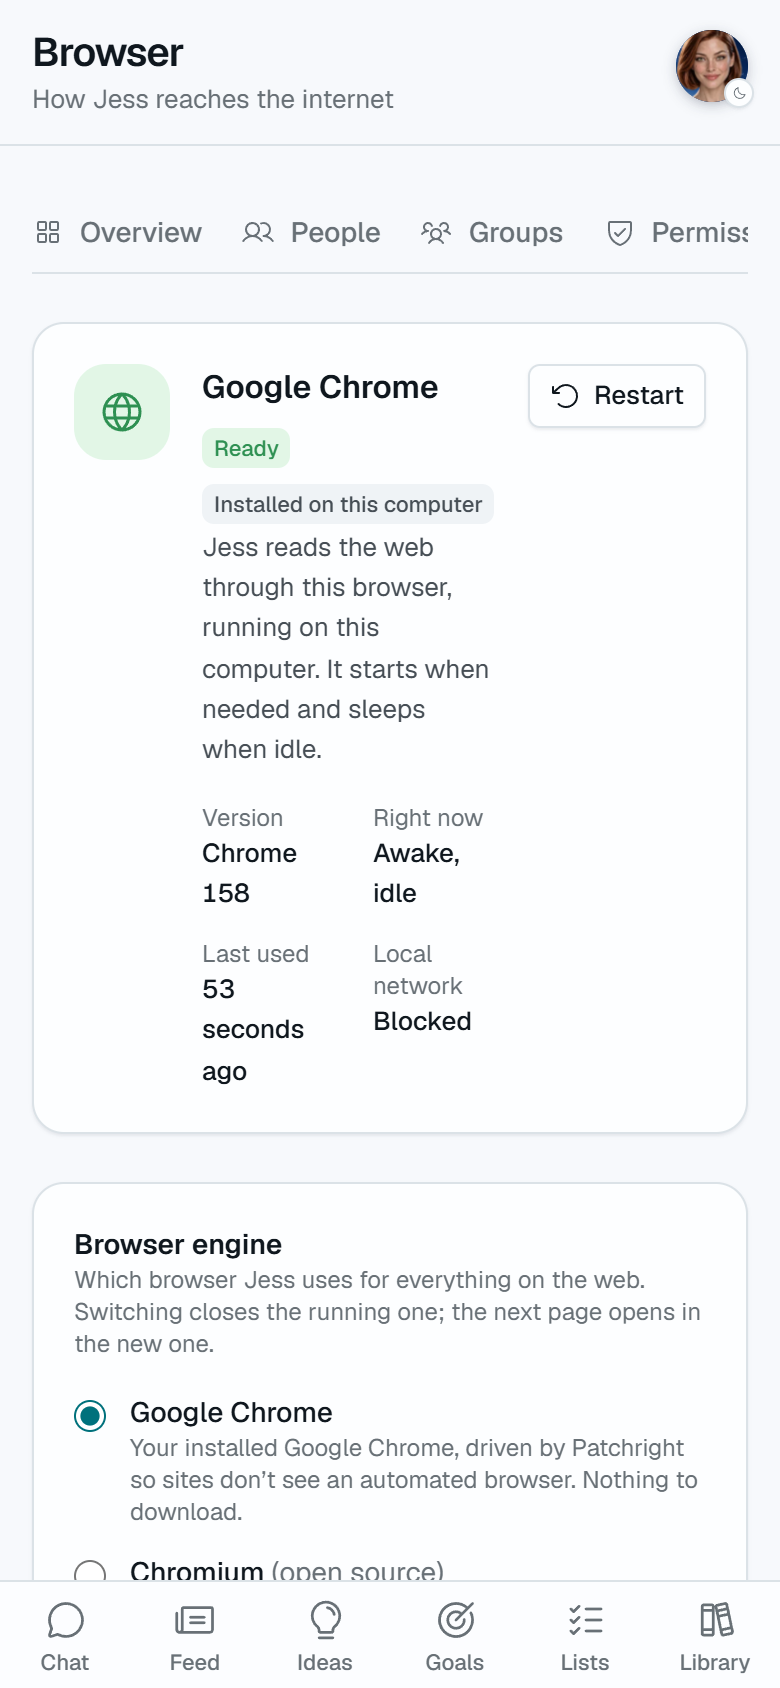 Browser
How Jess reaches the internet
Overview People Groups Permiss
Google Chrome
Restart
Ready
Installed on this computer
Jess reads the web
through this browser,
running on this
computer. It starts when
needed and sleeps
when idle.
Version Right now
Chrome Awake,
158 idle
Last used Local
network
53
seconds Blocked
ago
Browser engine
Which browser Jess uses for everything on the web.
Switching closes the running one; the next page opens in
the new one.
Google Chrome
Your installed Google Chrome, driven by Patchright
so sites don’t see an automated browser. Nothing to
download.
Chromium (open source)
Chat Feed Ideas Goals Lists Library